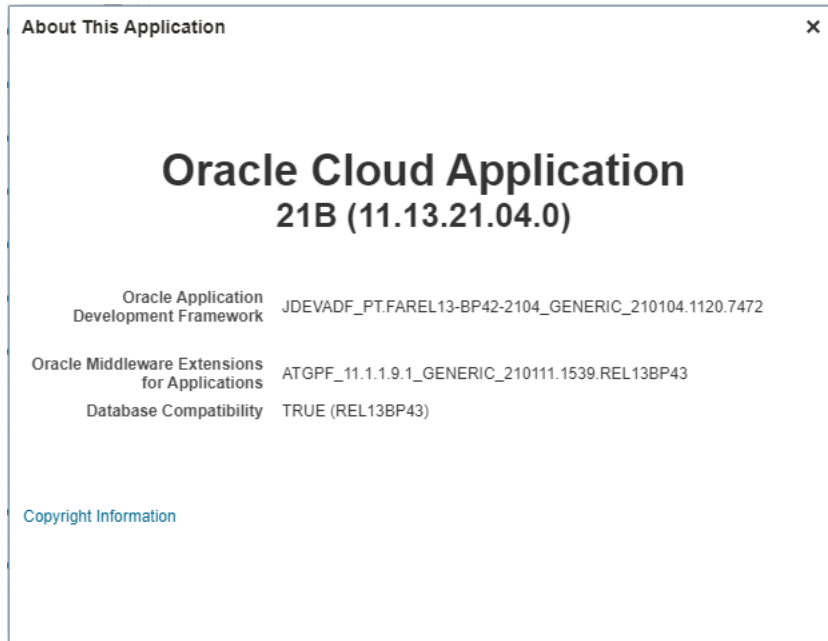 About This Application
Oracle Cloud Application
21B (11.13.21.04.0)
Oracle Application
Development Framework
JDEVADF_PT.FAREL13-BP42-2104_GENERIC_210104.1120.7472
Oracle Middleware Extensions
for Applications
ATGPF_11.1.1.9.1_GENERIC_210111.1539.REL13BP43
Database Compatibility TRUE (REL13BP43)
Copyright Information